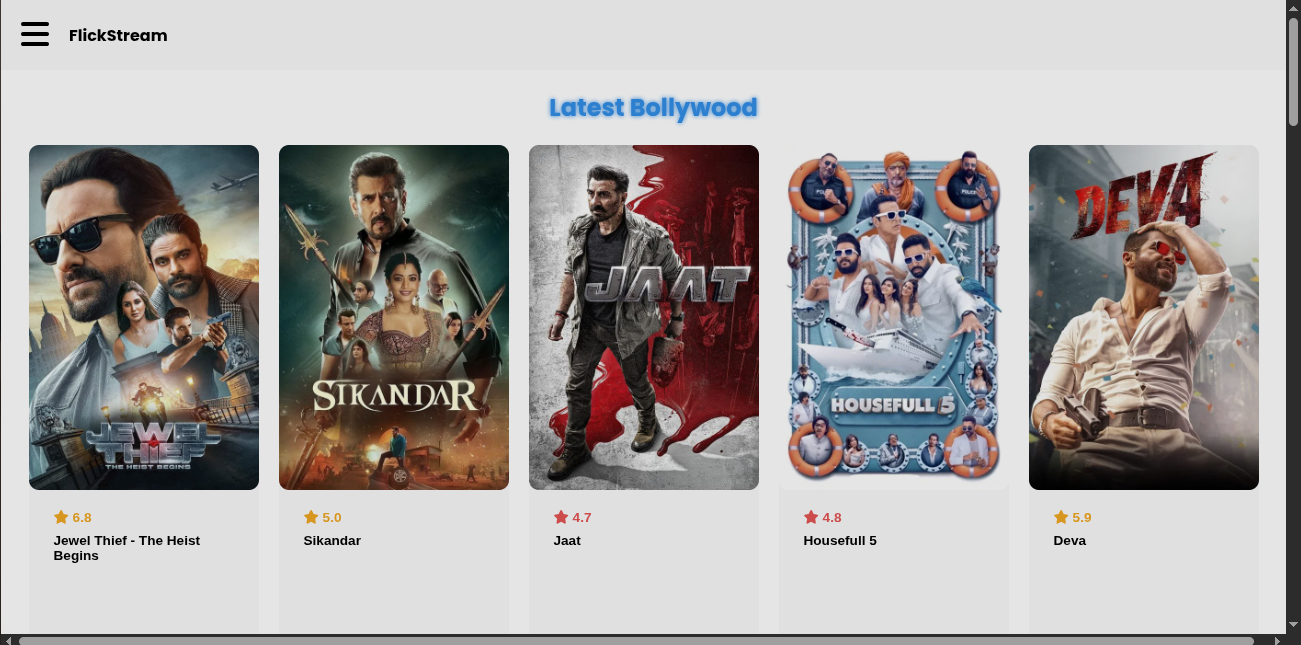 FlickStream
Latest Bollywood
JEWEL
THIEF
THE HEIST BEGINS
SIKANDAR
JAAT
POLICE
HOUSEFULL 5
DEVA
6.8
Jewel Thief - The Heist
Begins
5.0
Sikandar
4.7
Jaat
4.8
Housefull 5
5.9
Deva